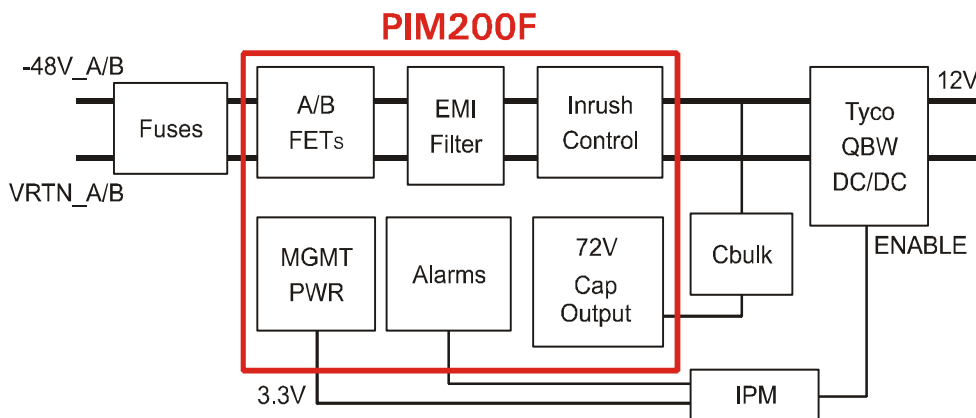 PIM200F
-48V_A/B
VRTN_A/B
Fuses
A/B
FETs
EMI
Filter
Inrush
Control
Tyco
QBW
DC/DC
12V
ENABLE
MGMT
PWR
Alarms
72V
Cap
Output
Cbulk
3.3V
IPM